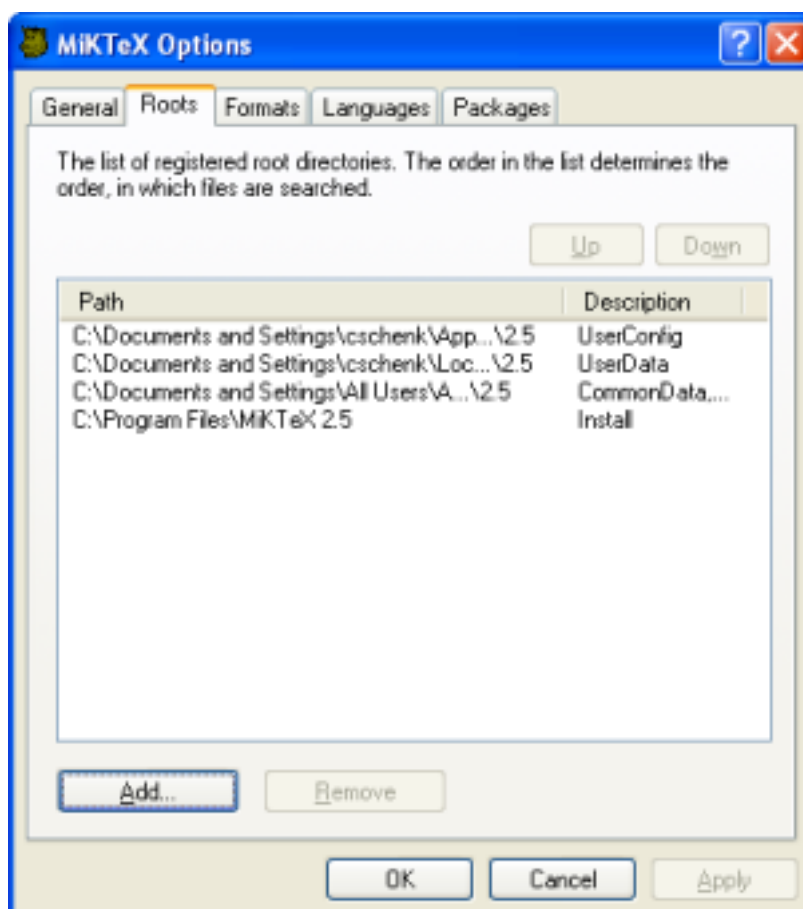 MiKTeX Options
General Roots Formats Languages Packages
The list of registered root directories. The order in the list determines the
order, in which files are searched.
Up Down
Path Description
C:\Documents and Settings\cschenk\App...\2.5 UserConfig
C:\Documents and Settings\cschenk\Loc...\2.5 UserData
C:\Documents and Settings\All Users\A...\2.5 CommonData,...
C:\Program Files\MiKTeX 2.5 Install
Add... Remove
OK Cancel Apply